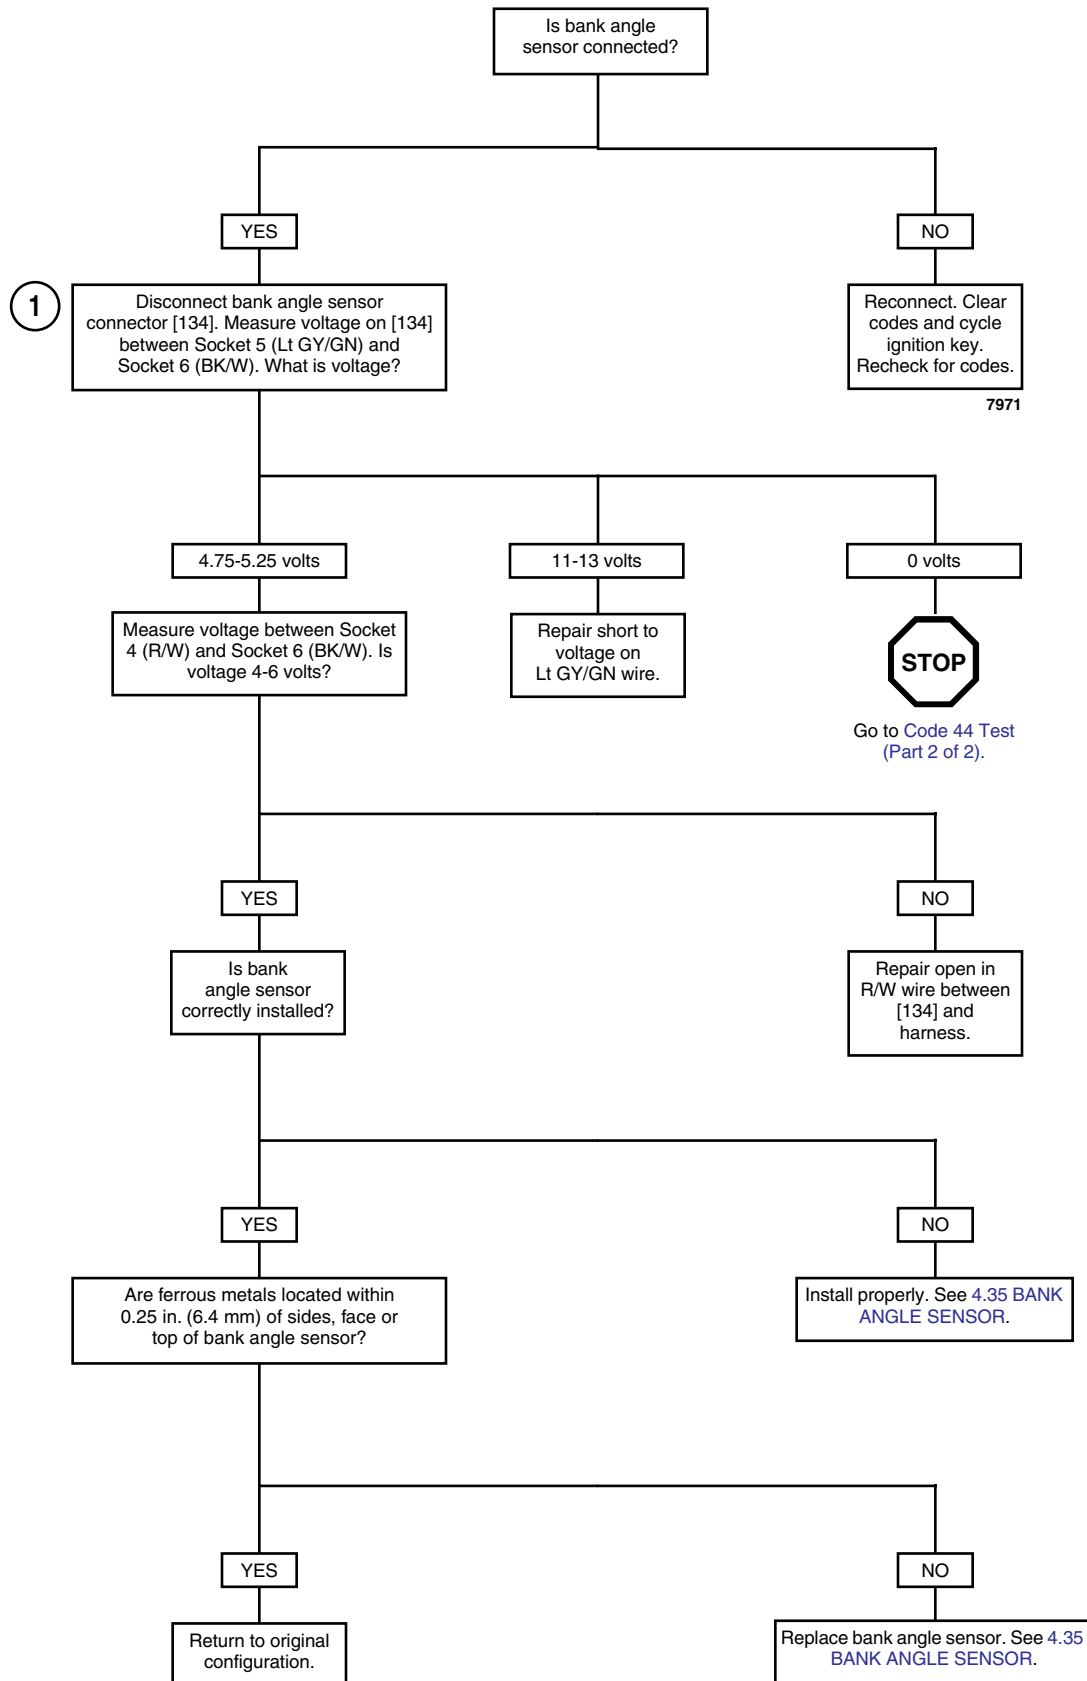 Is bank angle
sensor connected?
YES
NO
1
Disconnect bank angle sensor
connector [134]. Measure voltage on [134]
between Socket 5 (Lt GY/GN) and
Socket 6 (BK/W). What is voltage?
Reconnect. Clear
codes and cycle
ignition key.
Recheck for codes.
7971
4.75-5.25 volts
11-13 volts
0 volts
Measure voltage between Socket
4 (R/W) and Socket 6 (BK/W). Is
voltage 4-6 volts?
Repair short to
voltage on
Lt GY/GN wire.
STOP
Go to Code 44 Test
(Part 2 of 2).
YES
NO
Is bank
angle sensor
correctly installed?
Repair open in
R/W wire between
[134] and
harness.
YES
NO
Are ferrous metals located within
0.25 in. (6.4 mm) of sides, face or
top of bank angle sensor?
Install properly. See 4.35 BANK
ANGLE SENSOR.
YES
NO
Return to original
configuration.
Replace bank angle sensor. See 4.35
BANK ANGLE SENSOR.